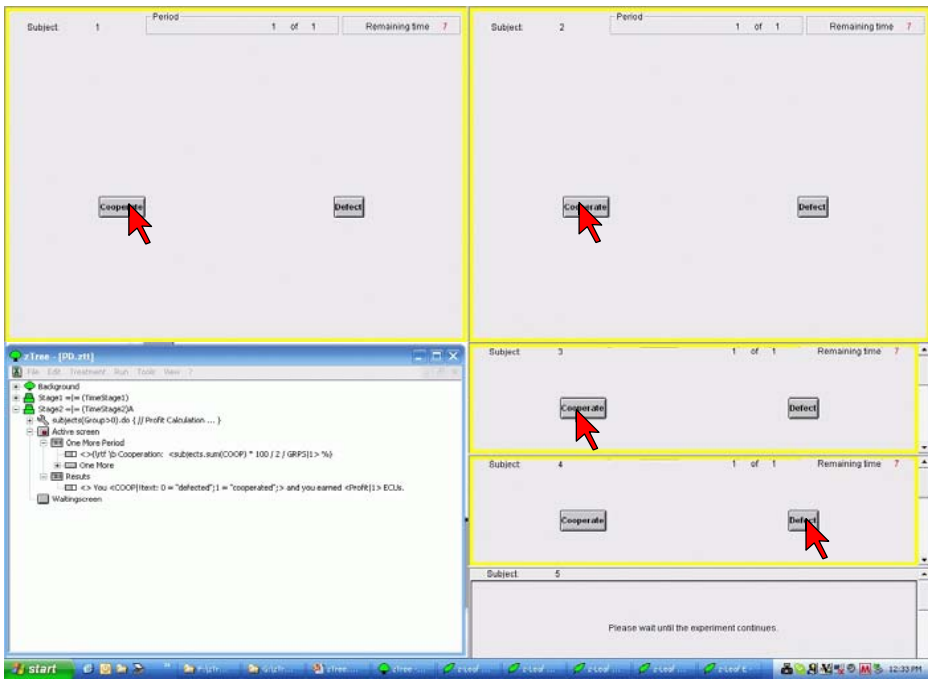 Subject 1 Period 1 of 1 Remaining time 7
Cooperate Defect
Subject 2 Period 1 of 1 Remaining time 7
Cooperate Defect
zTree - [PD.ztt]
File Edit Treatment Run Tools View ?
Background
Stage1 =|= (TimeStage1)
Stage2 =|= (TimeStage2)A
subjects(Group>0).do { // Profit Calculation ... }
Active screen
One More Period
<>{\rtf \b Cooperation: <subjects.sum(COOP) * 100 / 2 / GRPS|1> %}
One More
Resuts
<> You <COOP|!text: 0 = "defected";1 = "cooperated";> and you earned <Profit|1> ECUs.
Waitingscreen
Subject 3 1 of 1 Remaining time 7
Cooperate Defect
Subject 4 1 of 1 Remaining time 7
Cooperate Defect
Subject 5
Please wait until the experiment continues.
start 12:33 PM